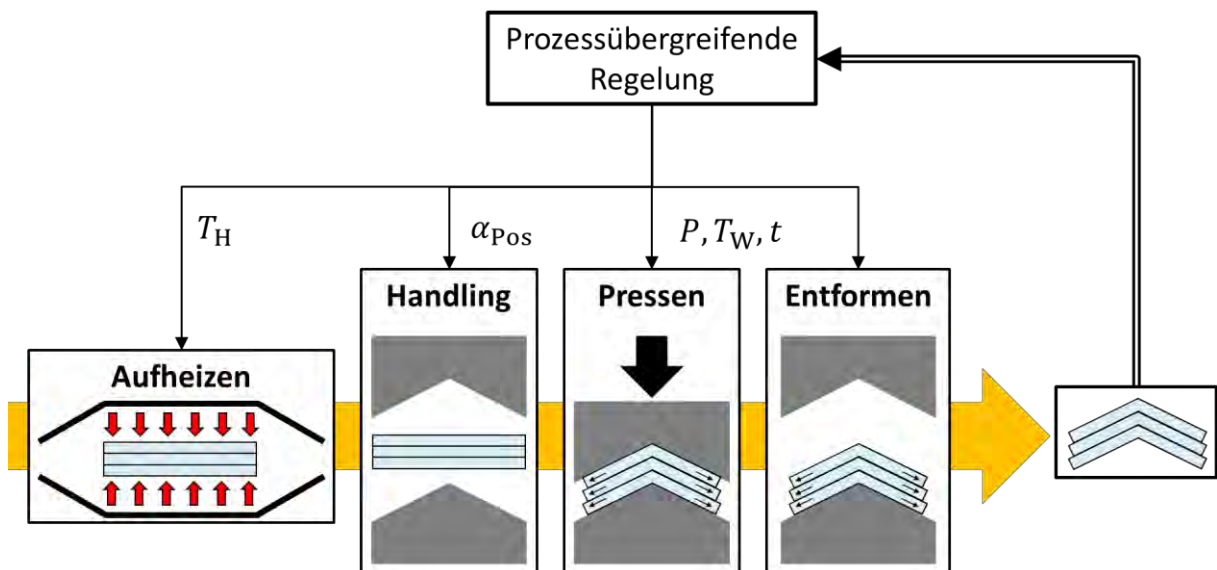 Prozessübergreifende
Regelung
T_H
α_Pos
P, T_W, t
Aufheizen
Handling
Pressen
Entformen